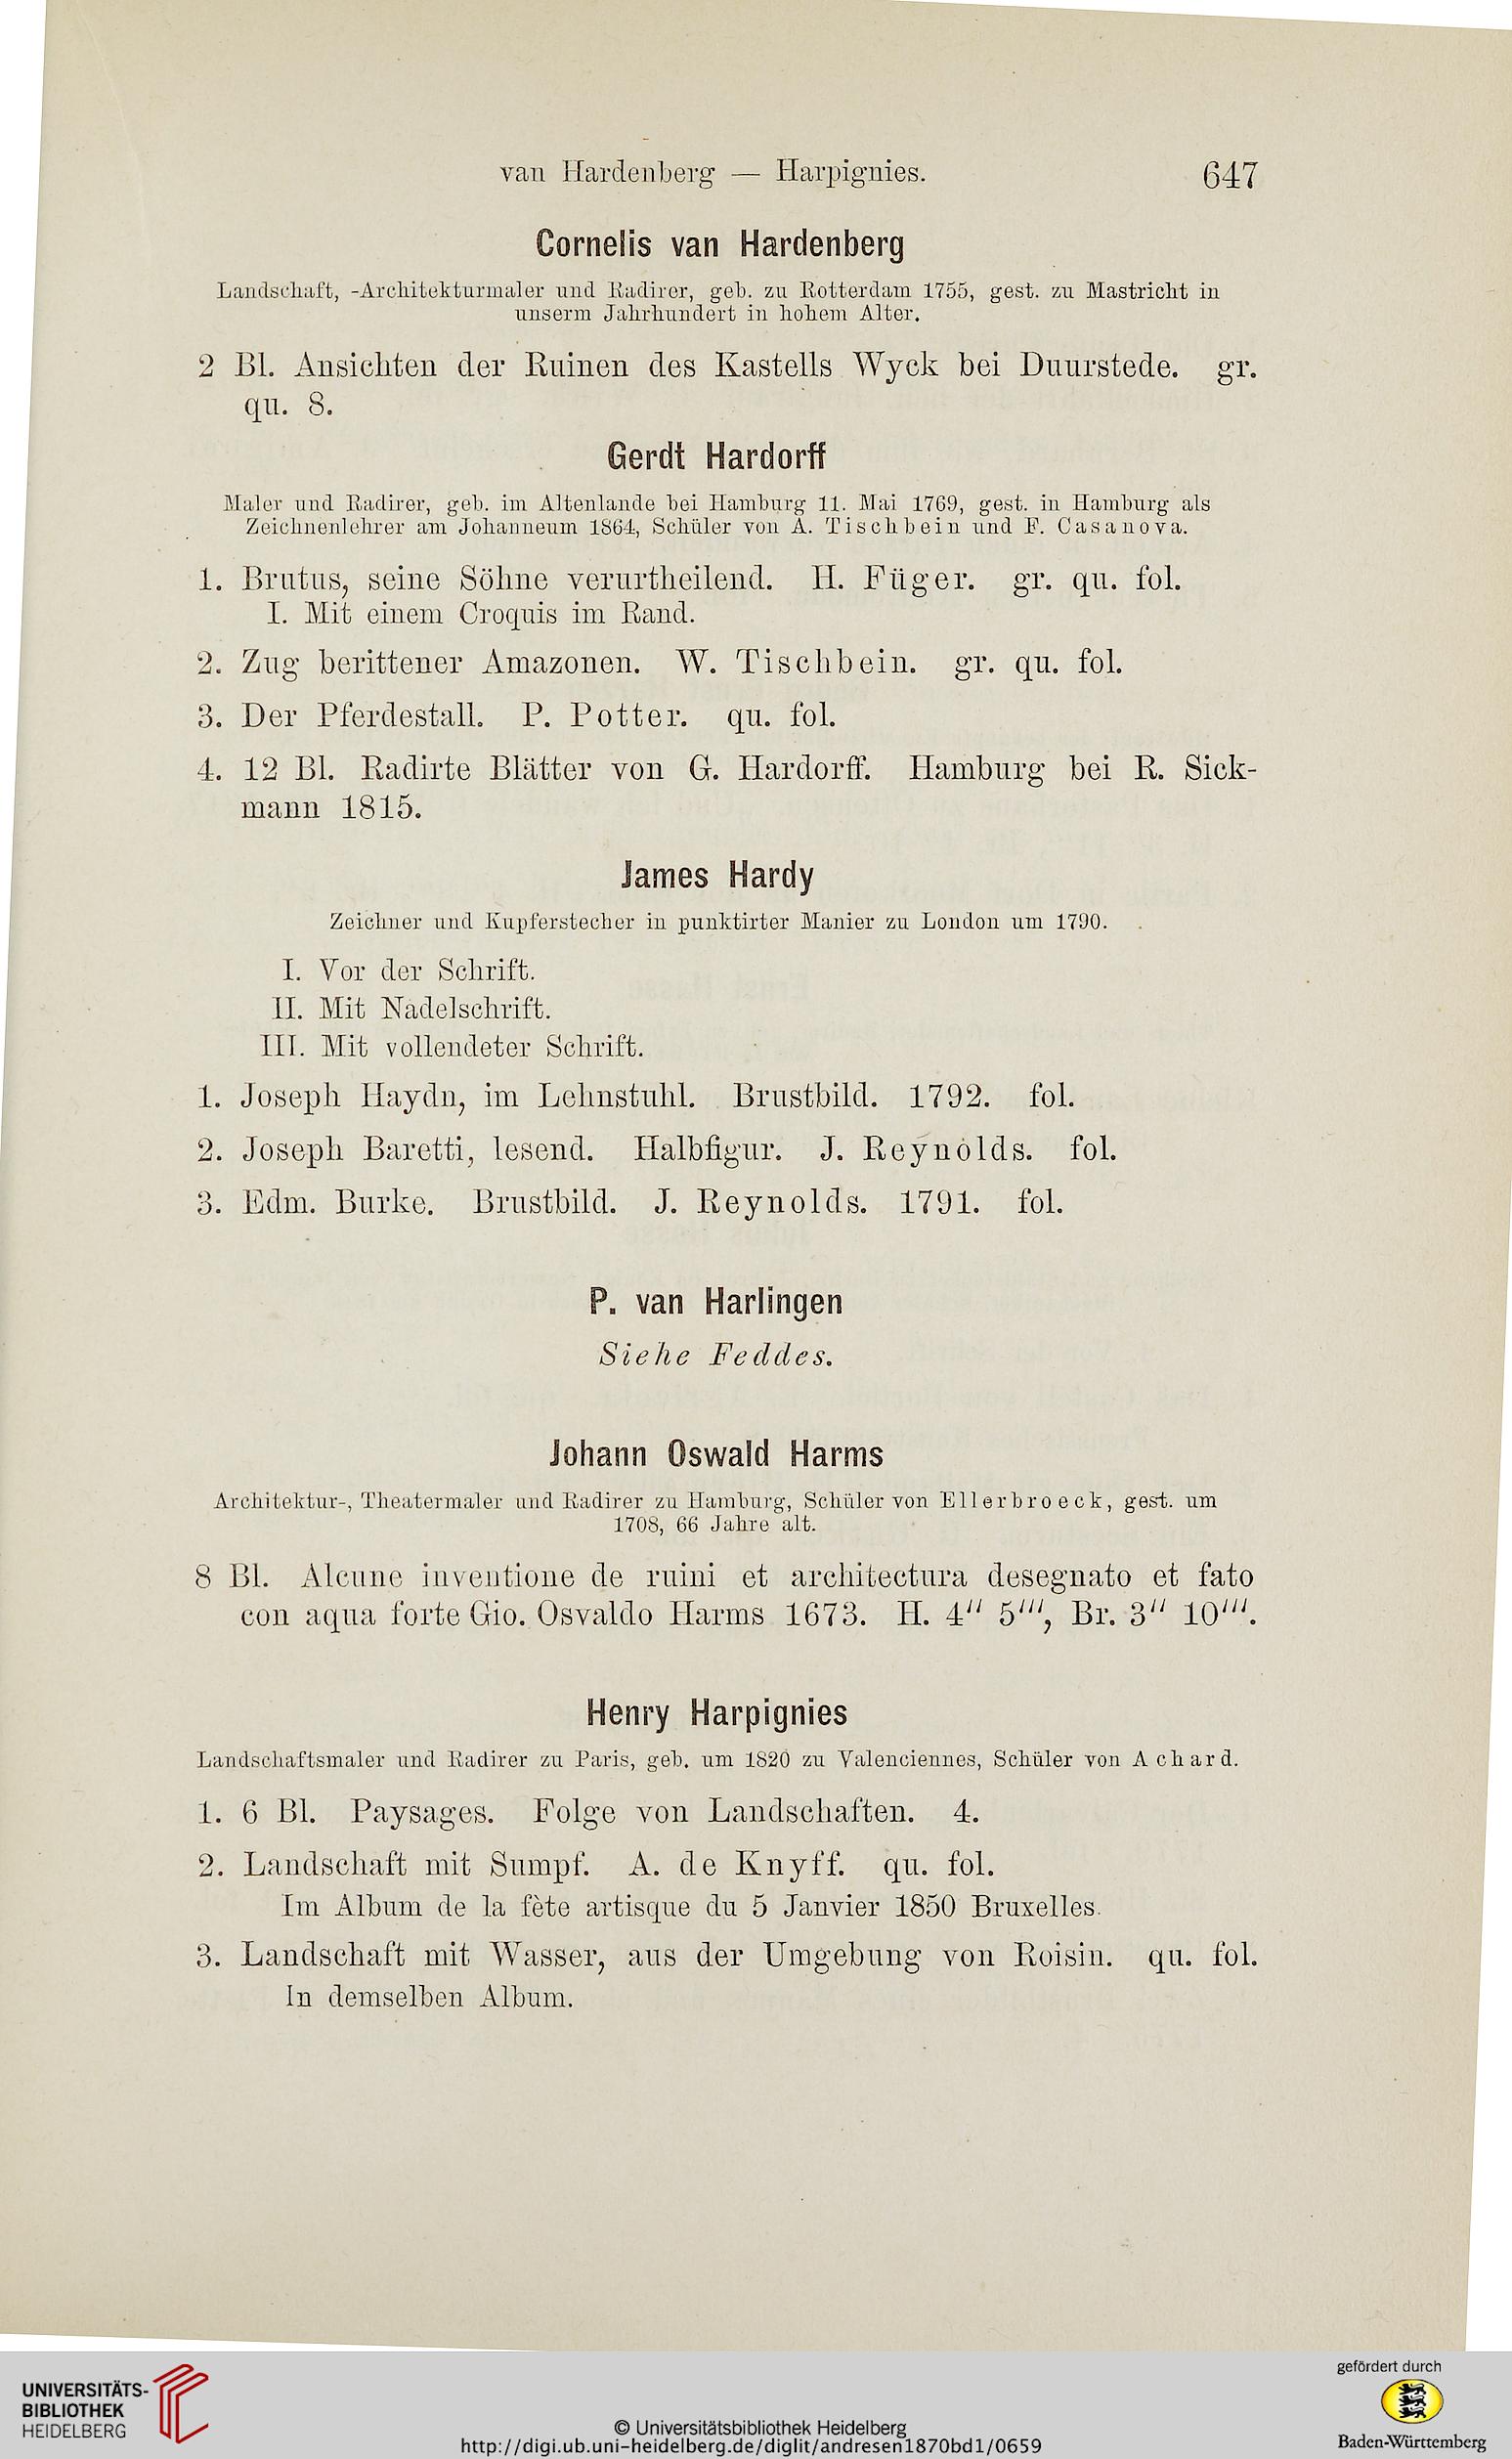 van Hardenberg — Harpignies. 647
Cornelis van Hardenberg
Landschaft, -Architekturmaler und Radirer, geb. zu Rotterdam 1755, gest. zu Mastricht in
unserm Jahrhundert in hohem Alter.
2 Bl. Ansichten der Ruinen des Kastells Wyck bei Duurstede. gr.
qu. 8.
Gerdt Hardorff
Maler und Radirer, geb. im Altenlande bei Hamburg 11. Mai 1769, gest. in Hamburg als
Zeichnenlehrer am Johanneum 1864, Schüler von A. Tischbein und F. Casanova.
1. Brutus, seine Söhne verurtheilend. H. Füger. gr. qu. fol.
I. Mit einem Croquis im Rand.
2. Zug berittener Amazonen. W. Tischbein. gr. qu. fol.
3. Der Pferdestall. P. Potter. qu. fol.
4. 12 Bl. Radirte Blätter von G. Hardorff. Hamburg bei R. Sick-
mann 1815.
James Hardy
Zeichner und Kupferstecher in punktirter Manier zu London um 1790.
I. Vor der Schrift.
II. Mit Nadelschrift.
III. Mit vollendeter Schrift.
1. Joseph Haydn, im Lehnstuhl. Brustbild. 1792. fol.
2. Joseph Baretti, lesend. Halbfigur. J. Reynolds. fol.
3. Edm. Burke. Brustbild. J. Reynolds. 1791. fol.
P. van Harlingen
Siehe Feddes.
Johann Oswald Harms
Architektur-, Theatermaler und Radirer zu Hamburg, Schüler von Ellerbroeck, gest. um
1708, 66 Jahre alt.
8 Bl. Alcune inventione de ruini et architectura desegnato et fato
con aqua forte Gio. Osvaldo Harms 1673. H. 4″ 5‴, Br. 3″ 10‴.
Henry Harpignies
Landschaftsmaler und Radirer zu Paris, geb. um 1820 zu Valenciennes, Schüler von Achard.
1. 6 Bl. Paysages. Folge von Landschaften. 4.
2. Landschaft mit Sumpf. A. de Knyff. qu. fol.
Im Album de la fète artisque du 5 Janvier 1850 Bruxelles.
3. Landschaft mit Wasser, aus der Umgebung von Roisin. qu. fol.
In demselben Album.
UNIVERSITÄTS-
BIBLIOTHEK
HEIDELBERG
© Universitätsbibliothek Heidelberg
http://digi.ub.uni-heidelberg.de/diglit/andresen1870bd1/0659
gefördert durch
Baden-Württemberg